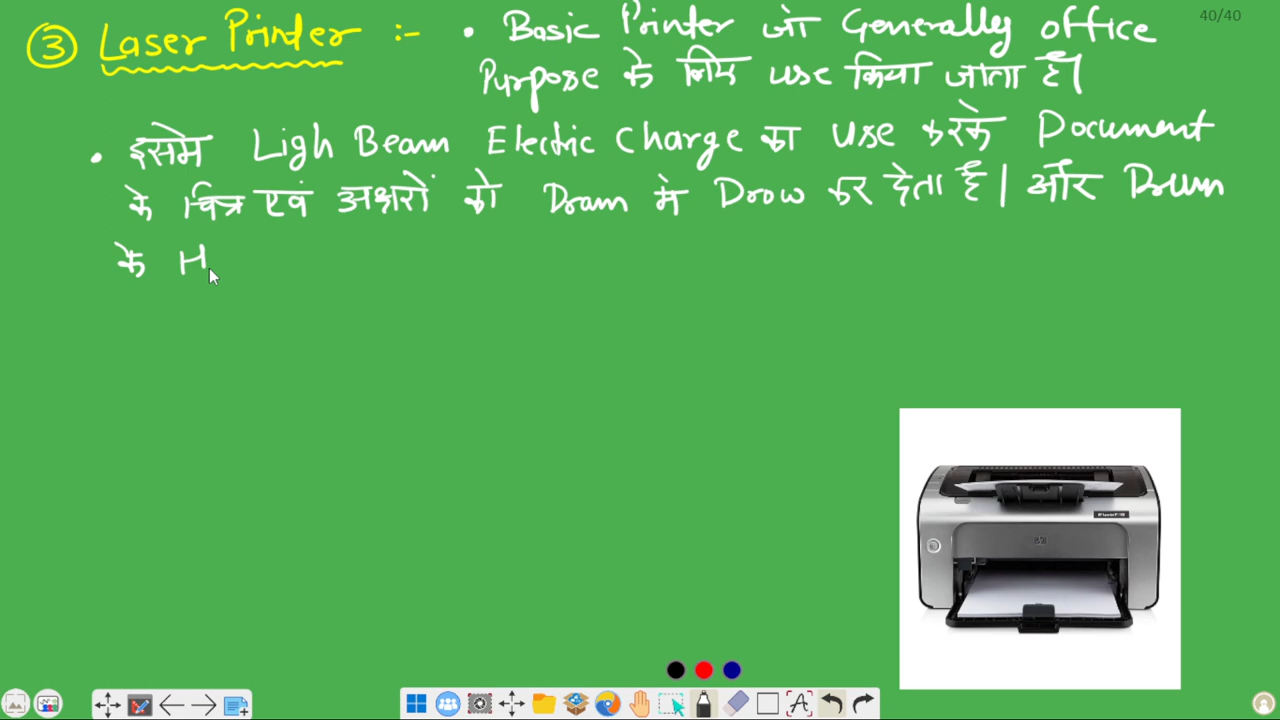 40/40
③ Laser Printer :- • Basic Printer जो Generally office
Purpose के लिए use किया जाता है।
• इसमे Ligh Beam Electric Charge का use करके Document
के चित्र एवं अक्षरों को Dram मे Drow कर देता है। और Drum
के H
hp